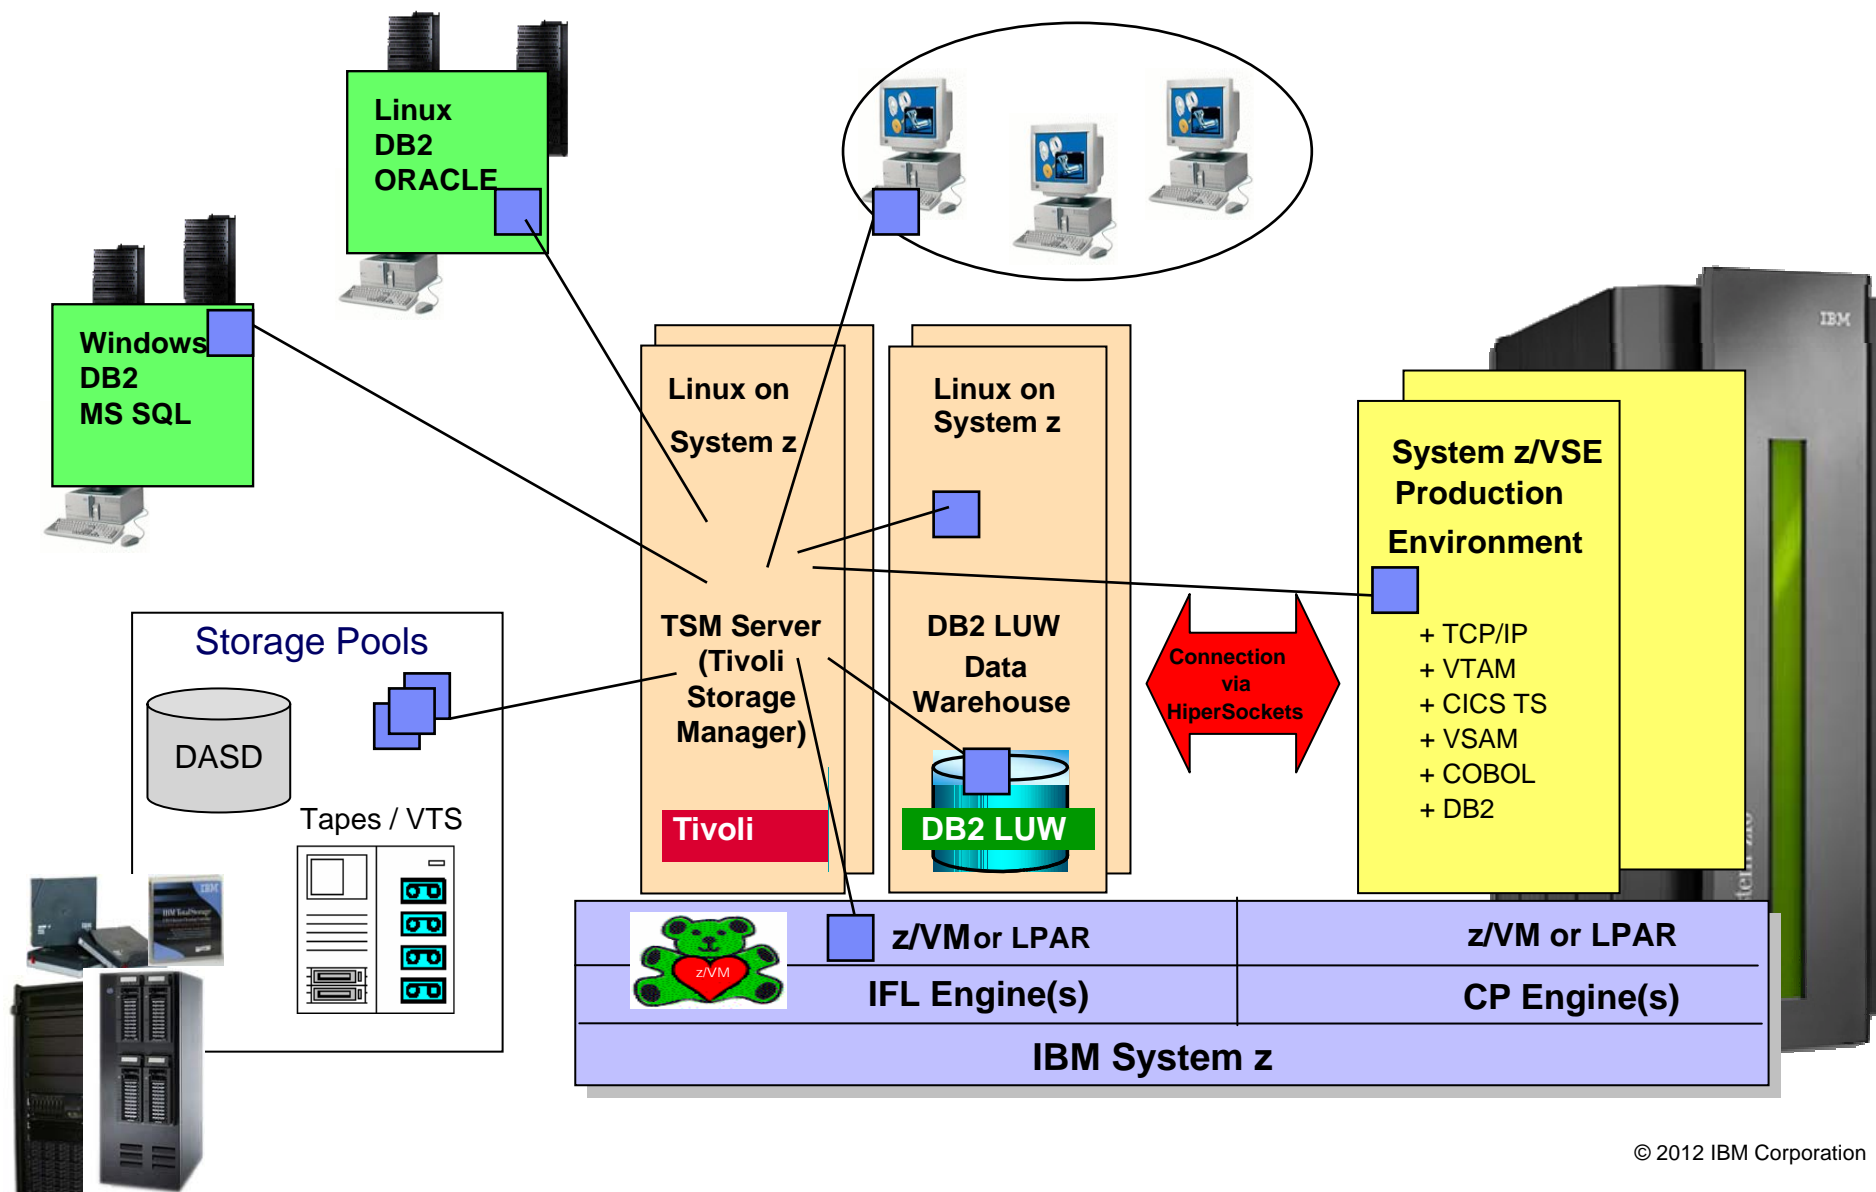 Linux
DB2
ORACLE
Windows
DB2
MS SQL
IBM
Linux on
System z
Linux on
System z
System z/VSE
Production
Environment
+ TCP/IP
+ VTAM
+ CICS TS
+ VSAM
+ COBOL
+ DB2
TSM Server
(Tivoli
Storage
Manager)
Tivoli
DB2 LUW
Data
Warehouse
DB2 LUW
Connection
via
HiperSockets
Storage Pools
DASD
Tapes / VTS
IBM
IBM TotalStorage
z/VM
z/VM or LPAR
z/VM or LPAR
IFL Engine(s)
CP Engine(s)
IBM System z
© 2012 IBM Corporation